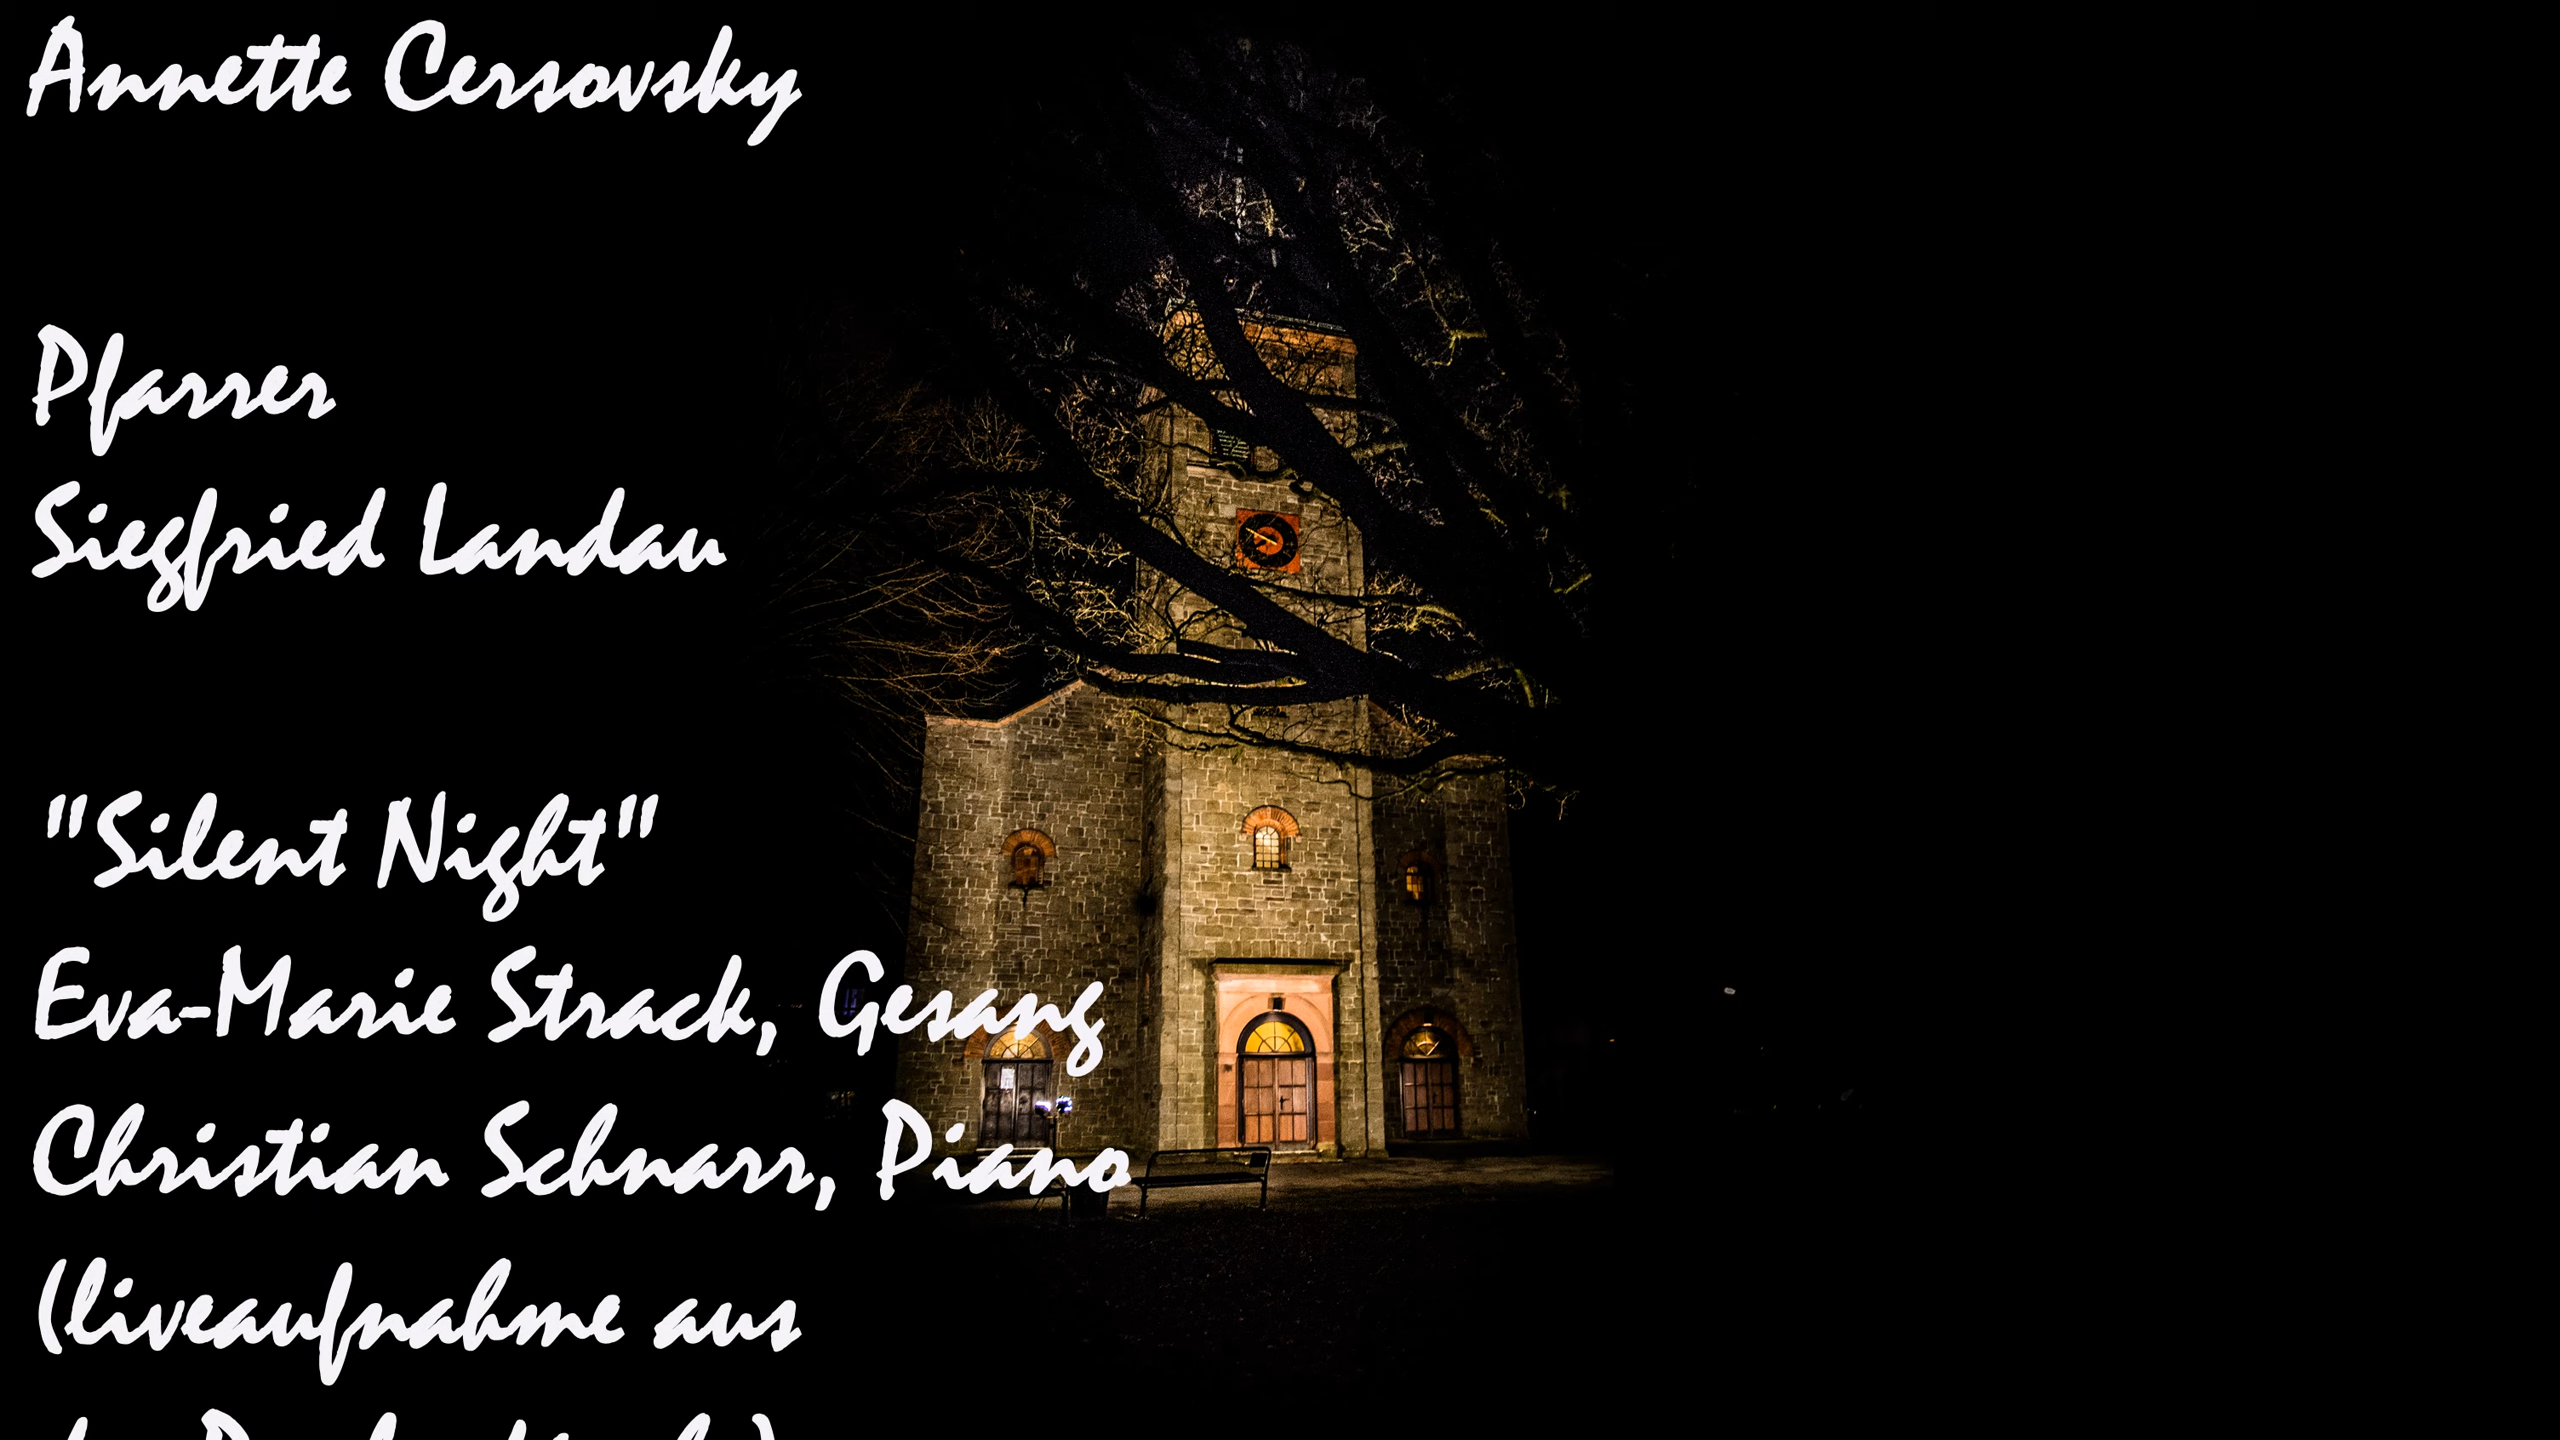 Annette Cersovsky
Pfarrer
Siegfried Landau
"Silent Night"
Eva-Marie Strack, Gesang
Christian Schnarr, Piano
(liveaufnahme aus